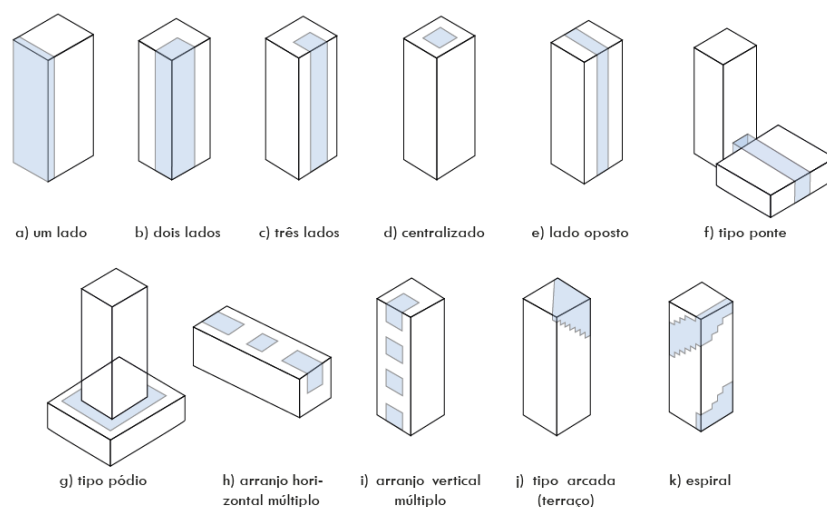 a) um lado
b) dois lados
c) três lados
d) centralizado
e) lado oposto
f) tipo ponte
g) tipo pódio
h) arranjo hori-
zontal múltiplo
i) arranjo vertical
múltiplo
j) tipo arcada
(terraço)
k) espiral